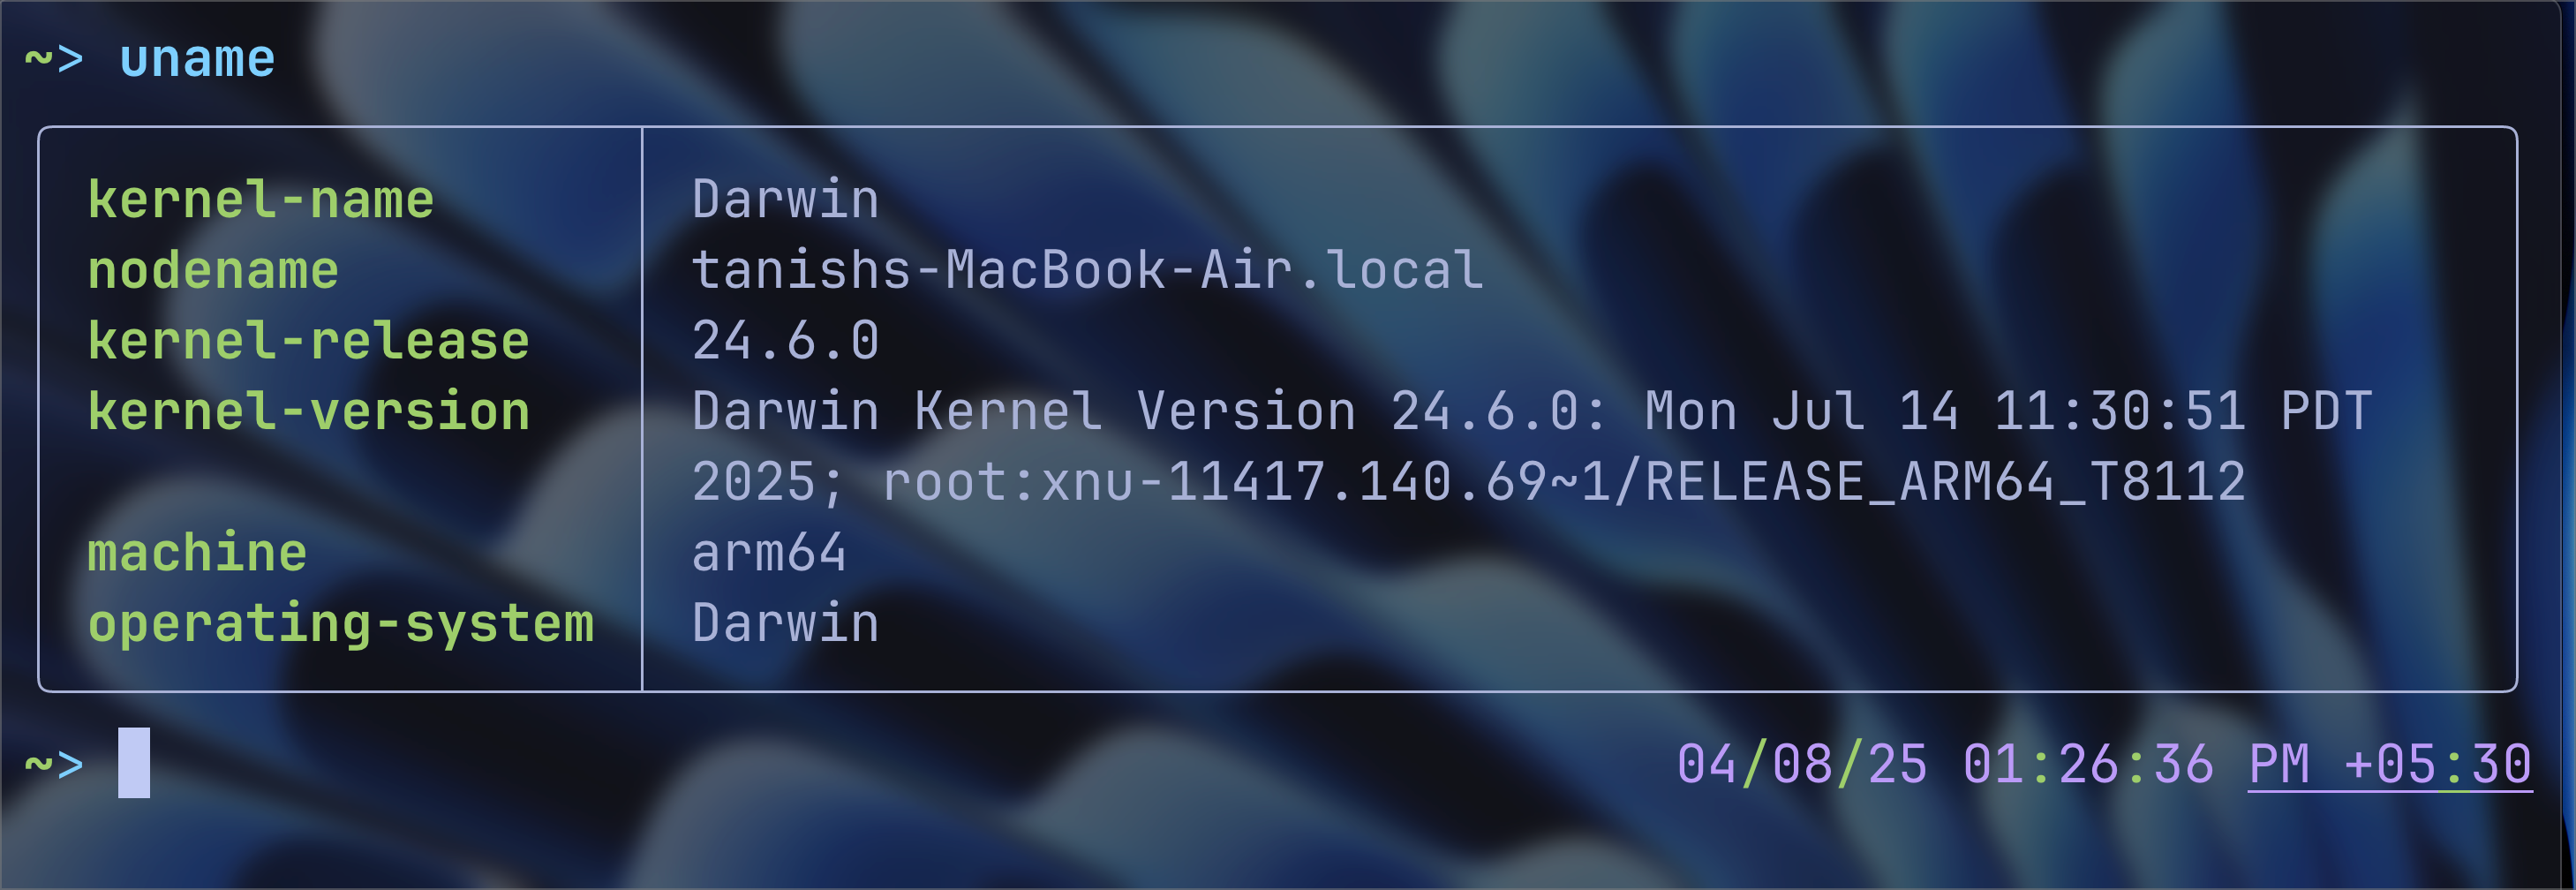 ~> uname
kernel-name Darwin
nodename tanishs-MacBook-Air.local
kernel-release 24.6.0
kernel-version Darwin Kernel Version 24.6.0: Mon Jul 14 11:30:51 PDT
2025; root:xnu-11417.140.69~1/RELEASE_ARM64_T8112
machine arm64
operating-system Darwin
~> 04/08/25 01:26:36 PM +05:30